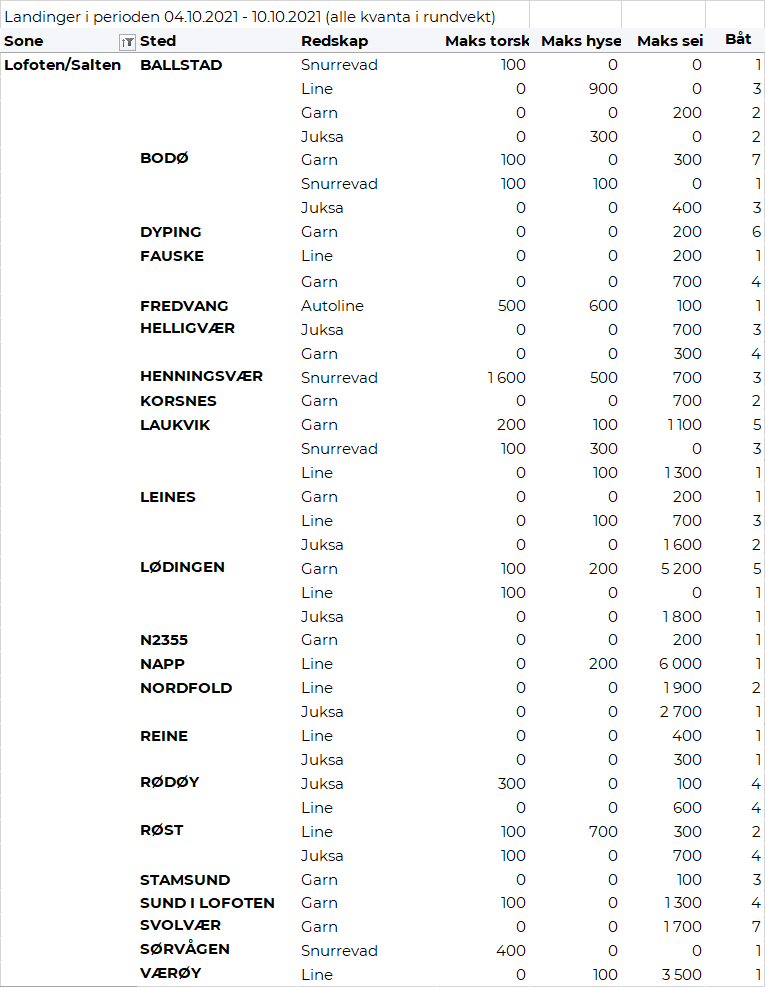 Landinger i perioden 04.10.2021 - 10.10.2021 (alle kvanta i rundvekt)
Sone Sted Redskap Maks torsk Maks hyse Maks sei Båt
Lofoten/Salten BALLSTAD Snurrevad 100 0 0 1
Line 0 900 0 3
Garn 0 0 200 2
Juksa 0 300 0 2
BODØ Garn 100 0 300 7
Snurrevad 100 100 0 1
Juksa 0 0 400 3
DYPING Garn 0 0 200 6
FAUSKE Line 0 0 200 1
Garn 0 0 700 4
FREDVANG Autoline 500 600 100 1
HELLIGVÆR Juksa 0 0 700 3
Garn 0 0 300 4
HENNINGSVÆR Snurrevad 1 600 500 700 3
KORSNES Garn 0 0 700 2
LAUKVIK Garn 200 100 1 100 5
Snurrevad 100 300 0 3
Line 0 100 1 300 1
LEINES Garn 0 0 200 1
Line 0 100 700 3
Juksa 0 0 1 600 2
LØDINGEN Garn 100 200 5 200 5
Line 100 0 0 1
Juksa 0 0 1 800 1
N2355 Garn 0 0 200 1
NAPP Line 0 200 6 000 1
NORDFOLD Line 0 0 1 900 2
Juksa 0 0 2 700 1
REINE Line 0 0 400 1
Juksa 0 0 300 1
RØDØY Juksa 300 0 100 4
Line 0 0 600 4
RØST Line 100 700 300 2
Juksa 100 0 700 4
STAMSUND Garn 0 0 100 3
SUND I LOFOTEN Garn 100 0 1 300 4
SVOLVÆR Garn 0 0 1 700 7
SØRVÅGEN Snurrevad 400 0 0 1
VÆRØY Line 0 100 3 500 1